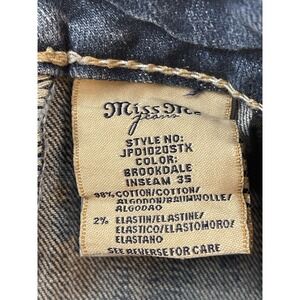 Miss Me
jeans
STYLE NO:
JPD1020STX
COLOR:
BROOKDALE
INSEAM 35
98% COTTON/COTTON/
ALGODON/BAUMWOLLE/
ALGODAO
2% ELASTIN/ELASTINE/
ELASTICO/ELASTOMORO/
ELASTANO
SEE REVERSE FOR CARE